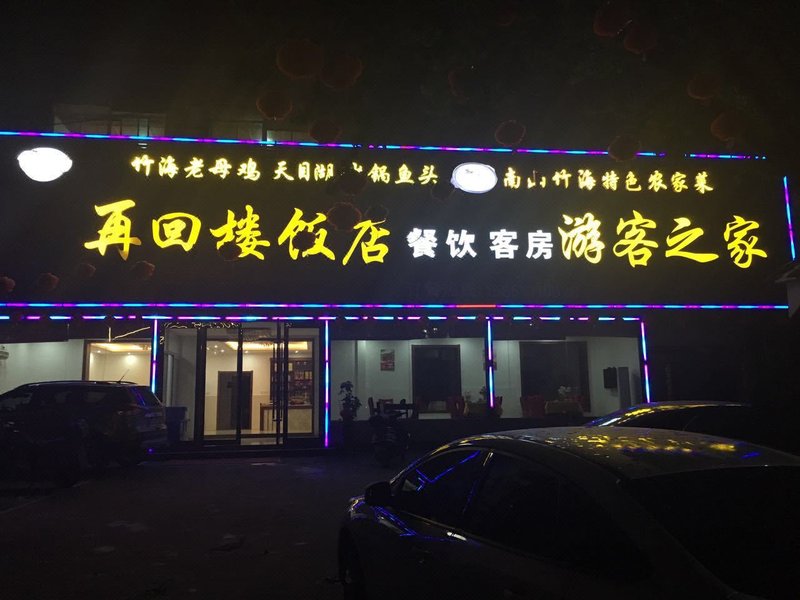 竹海老母鸡 天目湖 锅鱼头 南山竹海特色农家菜
再回楼饭店 餐饮 客房 游客之家